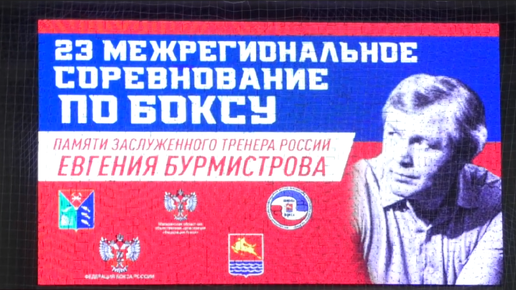 23 МЕЖРЕГИОНАЛЬНОЕ
СОРЕВНОВАНИЕ
ПО БОКСУ
ПАМЯТИ ЗАСЛУЖЕННОГО ТРЕНЕРА РОССИИ
ЕВГЕНИЯ БУРМИСТРОВА
ФЕДЕРАЦИЯ БОКСА РОССИИ